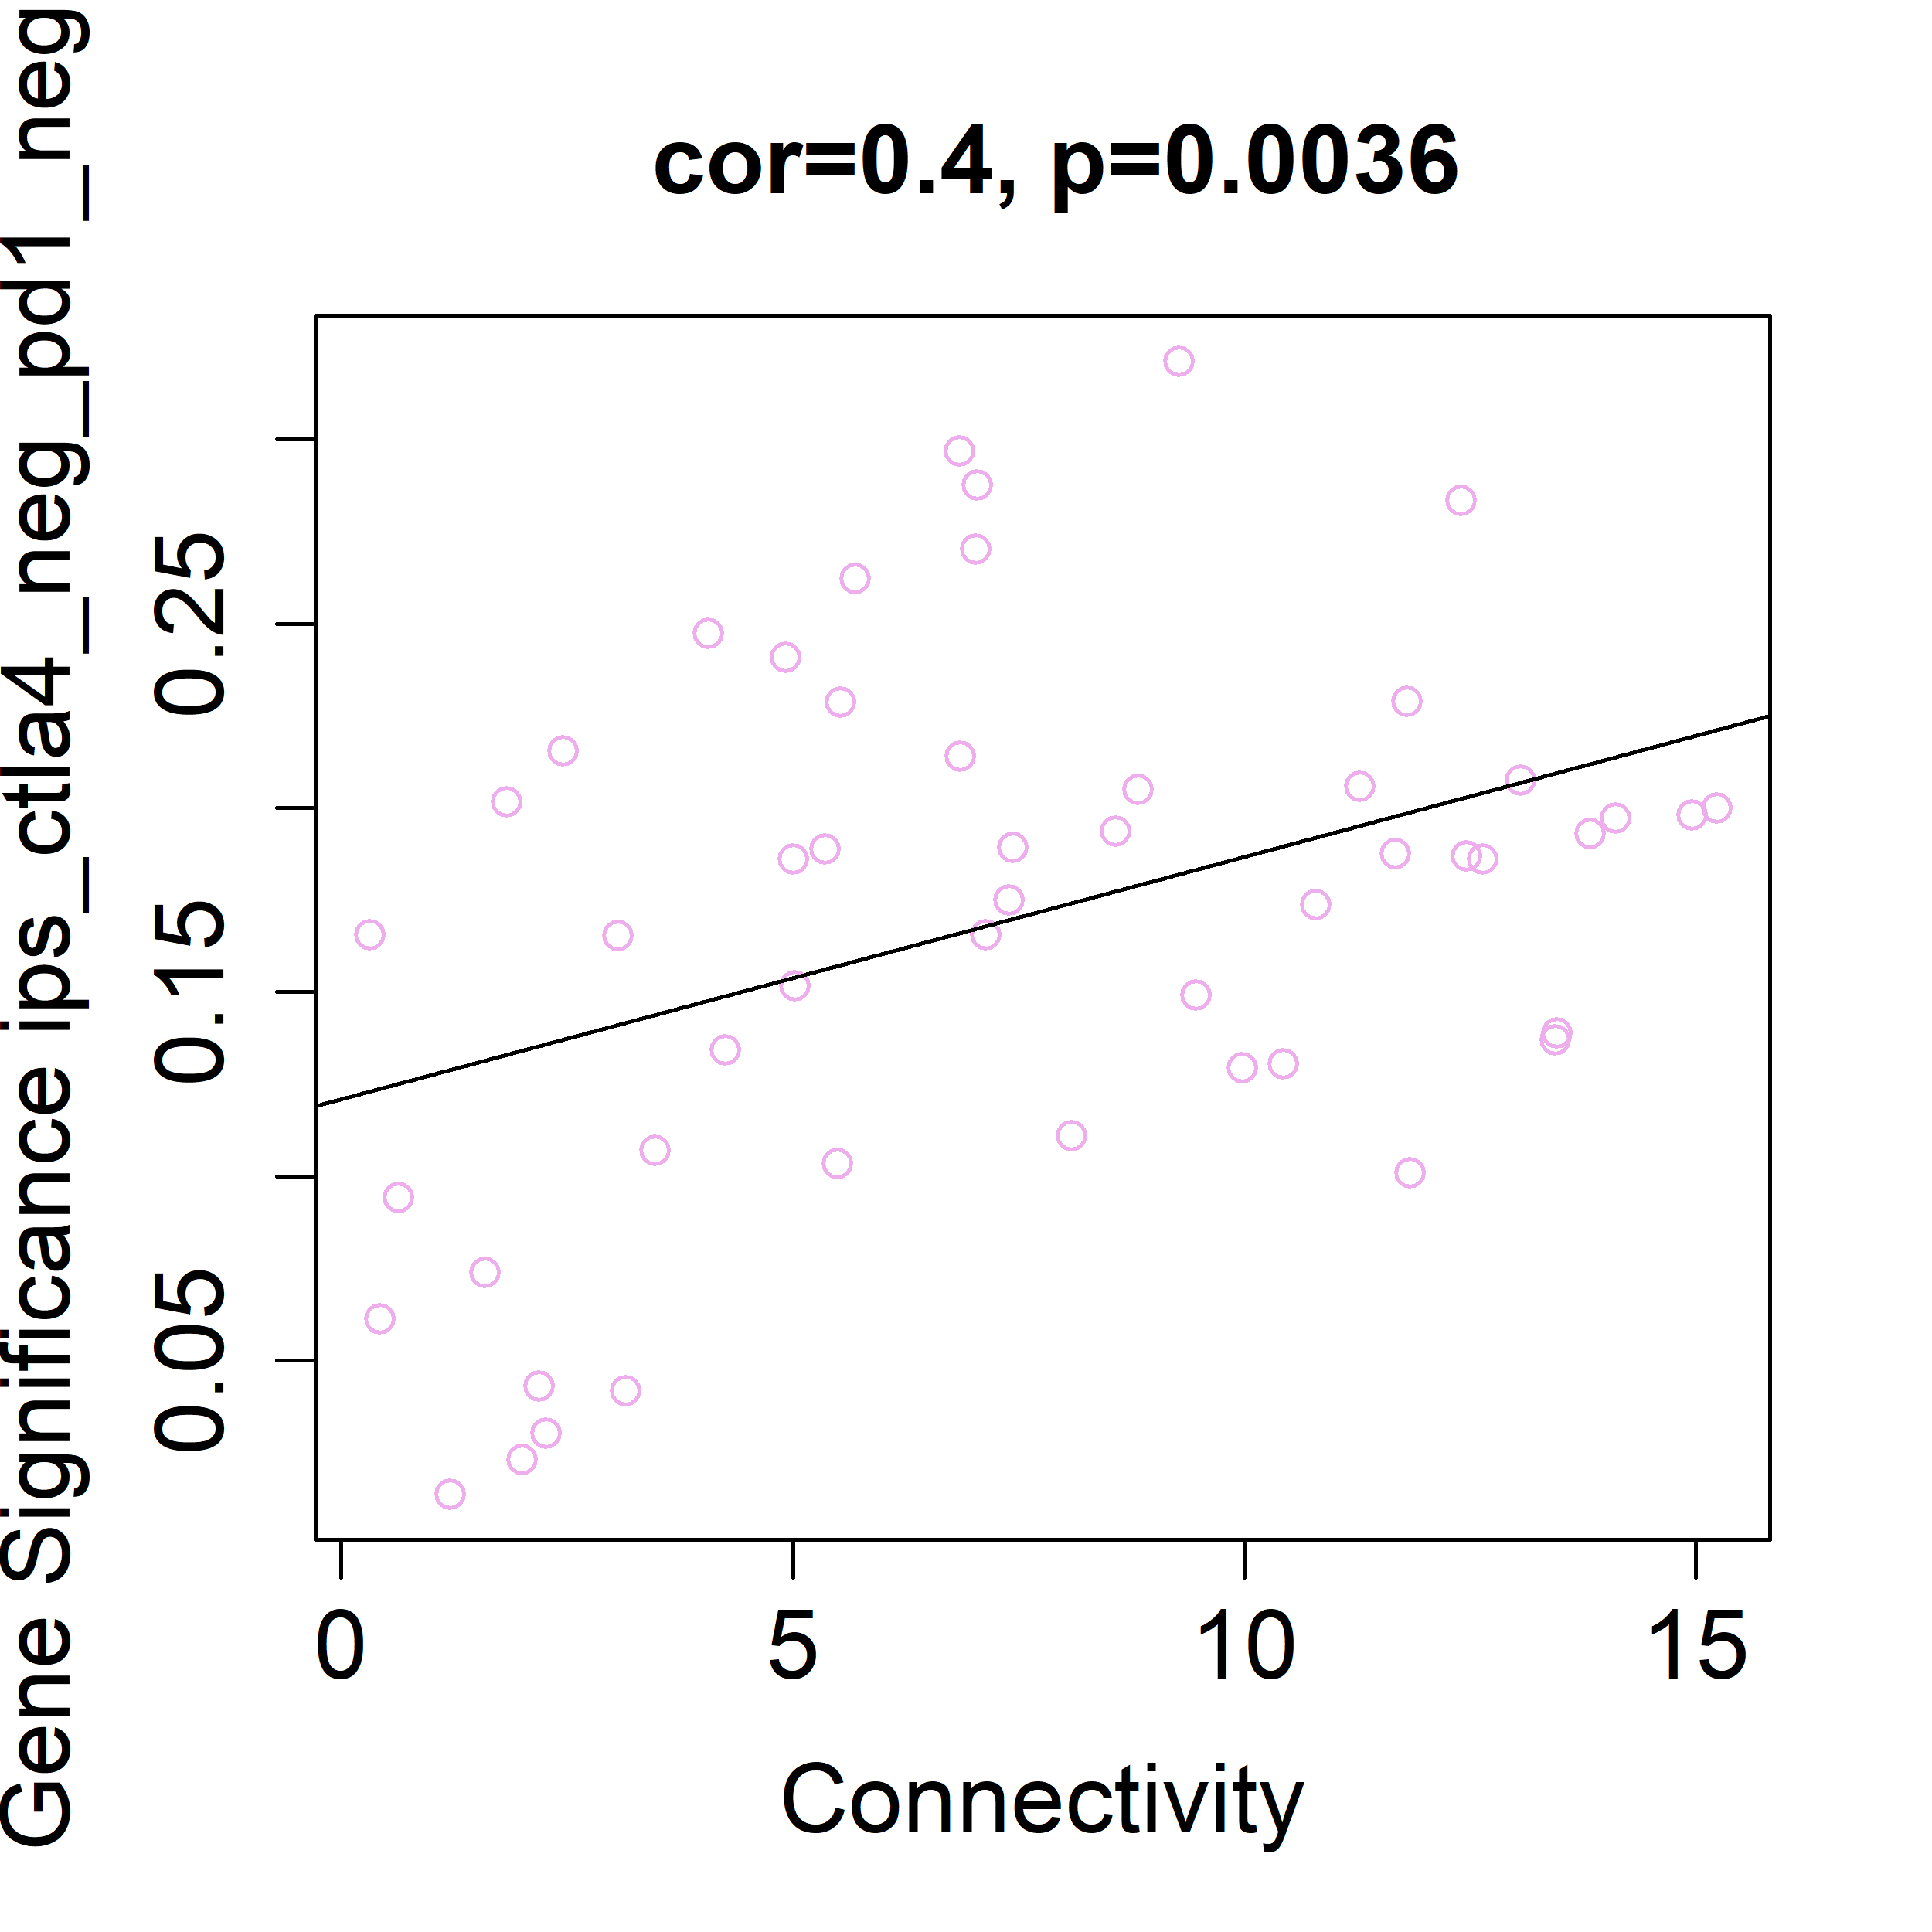 cor=0.4, p=0.0036
Gene Significance ips_ctla4_neg_pd1_neg
0.25
0.15
0.05
0 5 10 15
Connectivity